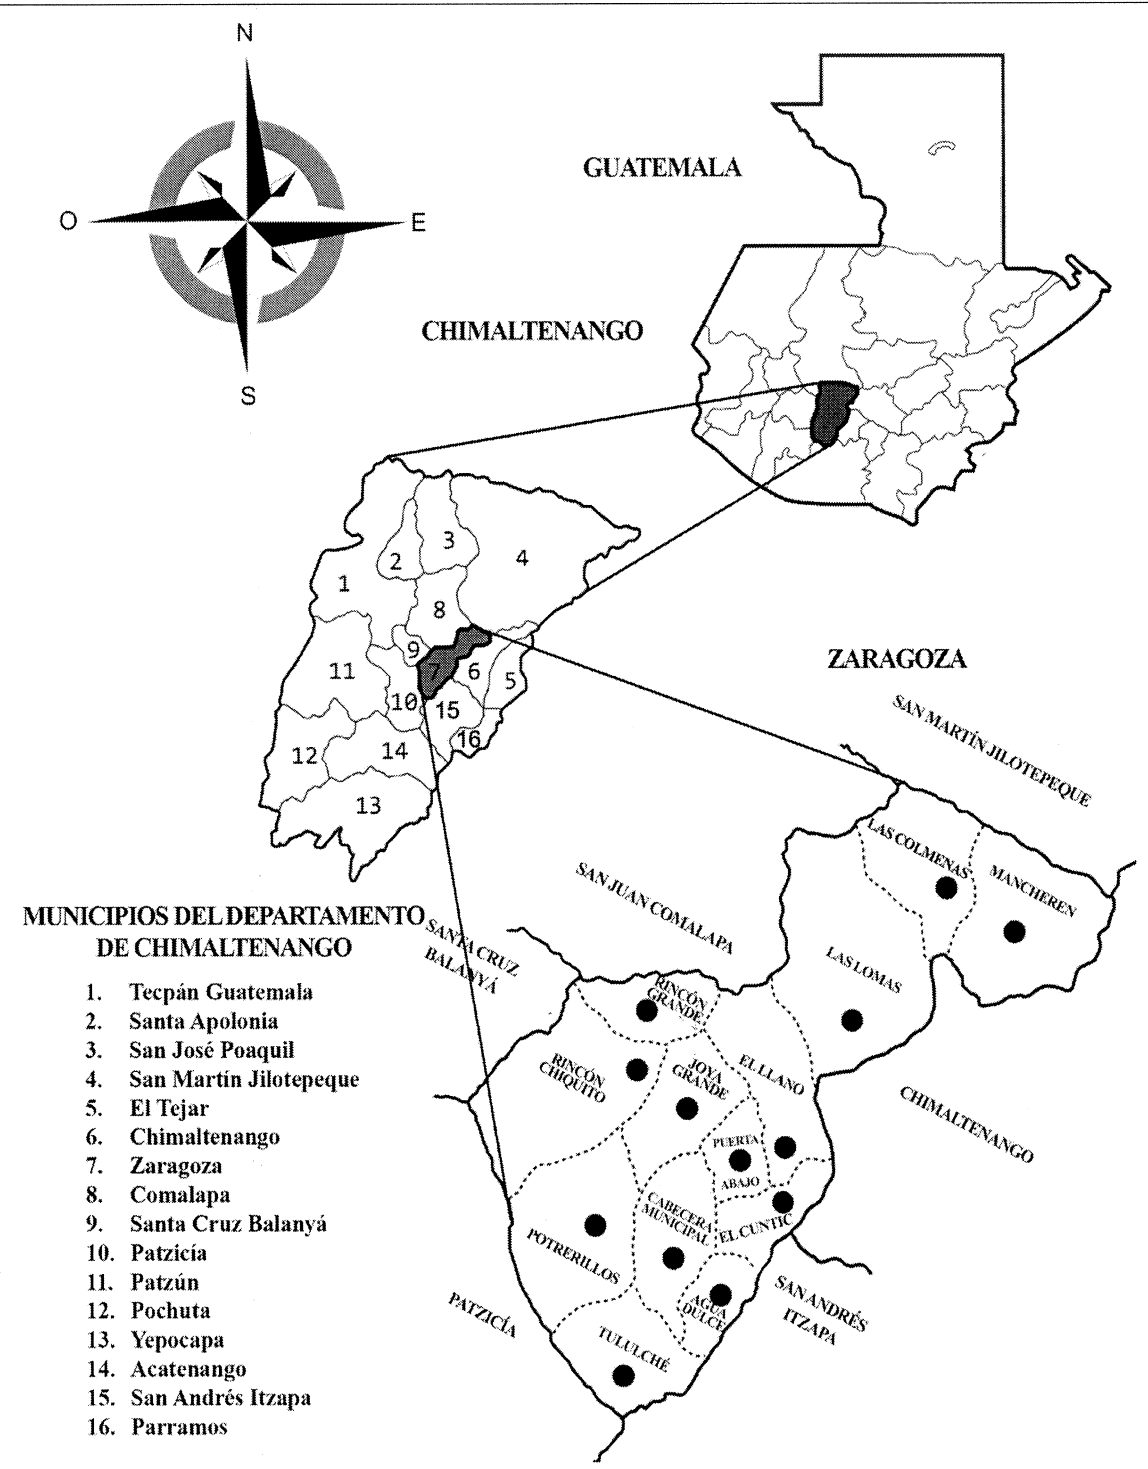 N
O
E
S
GUATEMALA
CHIMALTENANGO
1
2
3
4
8
9
7
6
5
11
10
15
16
12
14
13
ZARAGOZA
SAN MARTÍN JILOTEPEQUE
LAS COLMENAS
MANCHEREN
SAN JUAN COMALAPA
SANTA CRUZ
BALANYÁ
LAS LOMAS
RINCÓN
GRANDE
RINCÓN
CHIQUITO
JOYA
GRANDE
EL LLANO
CHIMALTENANGO
PUERTA
ABAJO
CABECERA
MUNICIPAL
EL CUNTIC
POTRERILLOS
AGUA
DULCE
SAN ANDRÉS
ITZAPA
PATZICÍA
TULULCHÉ
MUNICIPIOS DEL DEPARTAMENTO
DE CHIMALTENANGO
1. Tecpán Guatemala
2. Santa Apolonia
3. San José Poaquil
4. San Martín Jilotepeque
5. El Tejar
6. Chimaltenango
7. Zaragoza
8. Comalapa
9. Santa Cruz Balanyá
10. Patzicía
11. Patzún
12. Pochuta
13. Yepocapa
14. Acatenango
15. San Andrés Itzapa
16. Parramos